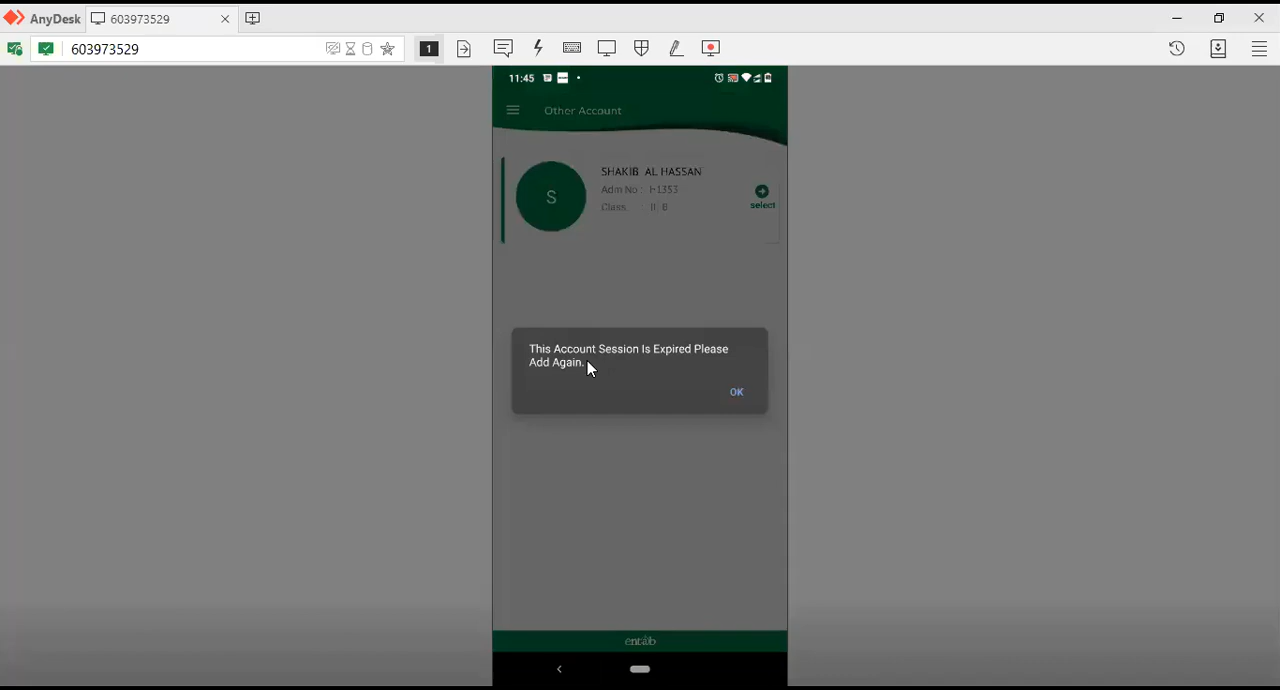 AnyDesk
603973529
603973529
1
11:45
Other Account
S
SHAKIB AL HASSAN
Adm No : I-1353
Class II B
select
This Account Session Is Expired Please
Add Again.
OK
entab